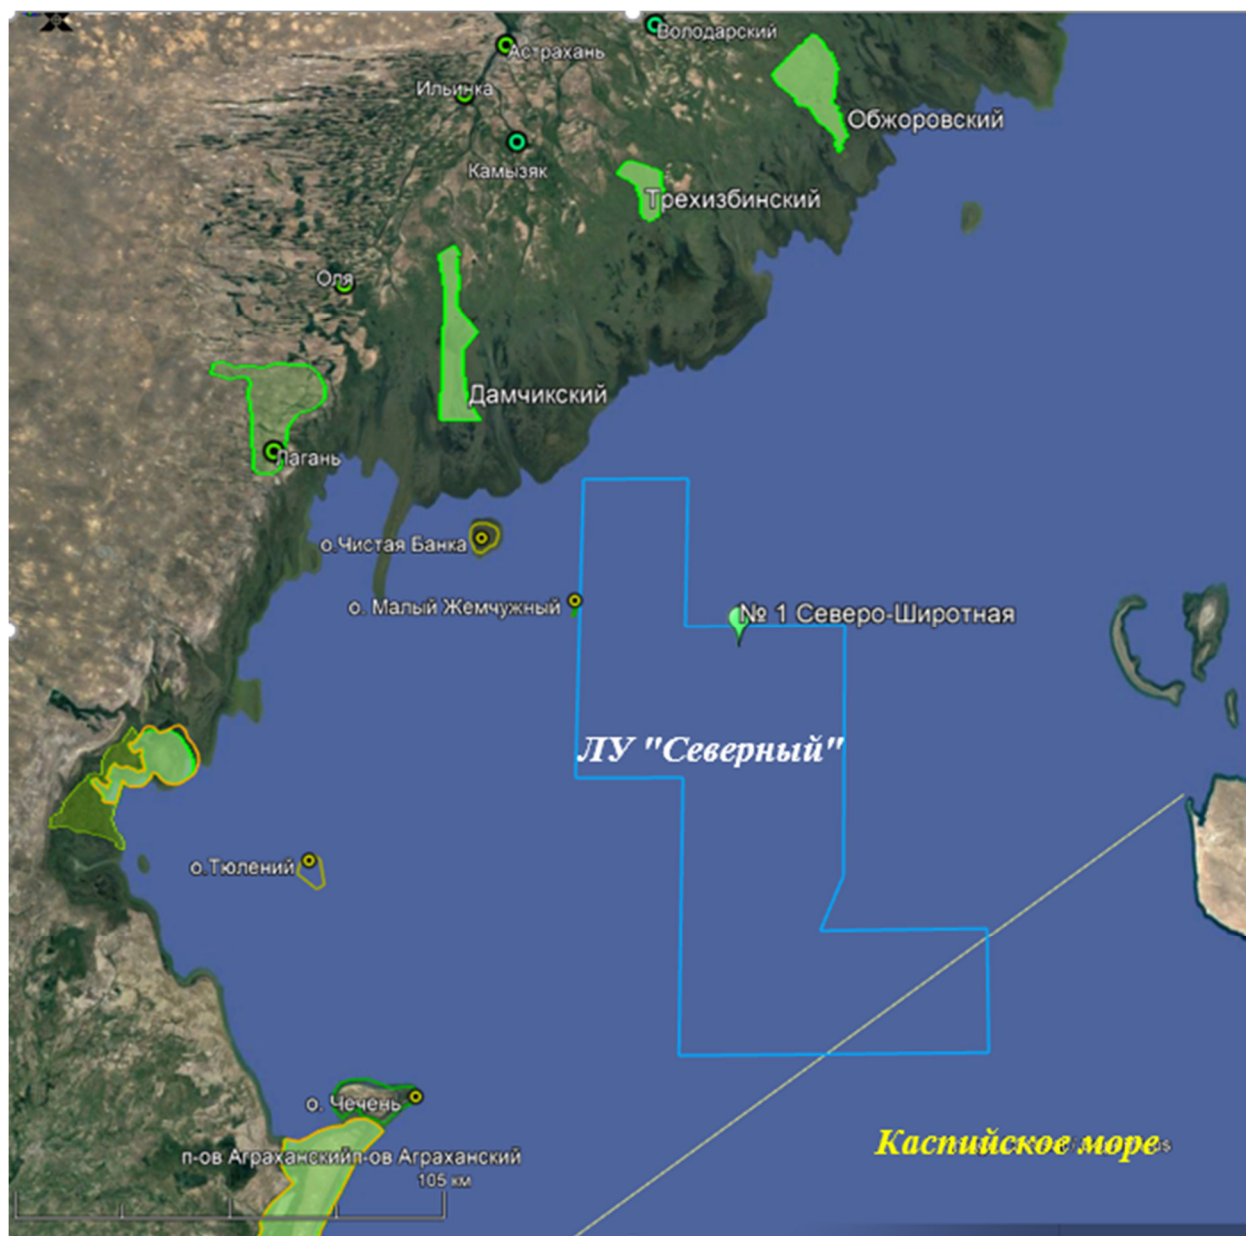 Володарский
Астрахань
Ильинка
Обжоровский
Камызяк
Трехизбинский
Оля
Дамчикский
Лагань
о.Чистая Банка
о. Малый Жемчужный
№ 1 Северо-Широтная
ЛУ "Северный"
о.Тюлений
о. Чечень
Каспийское море
п-ов Аграханский
п-ов Аграханский
105 км